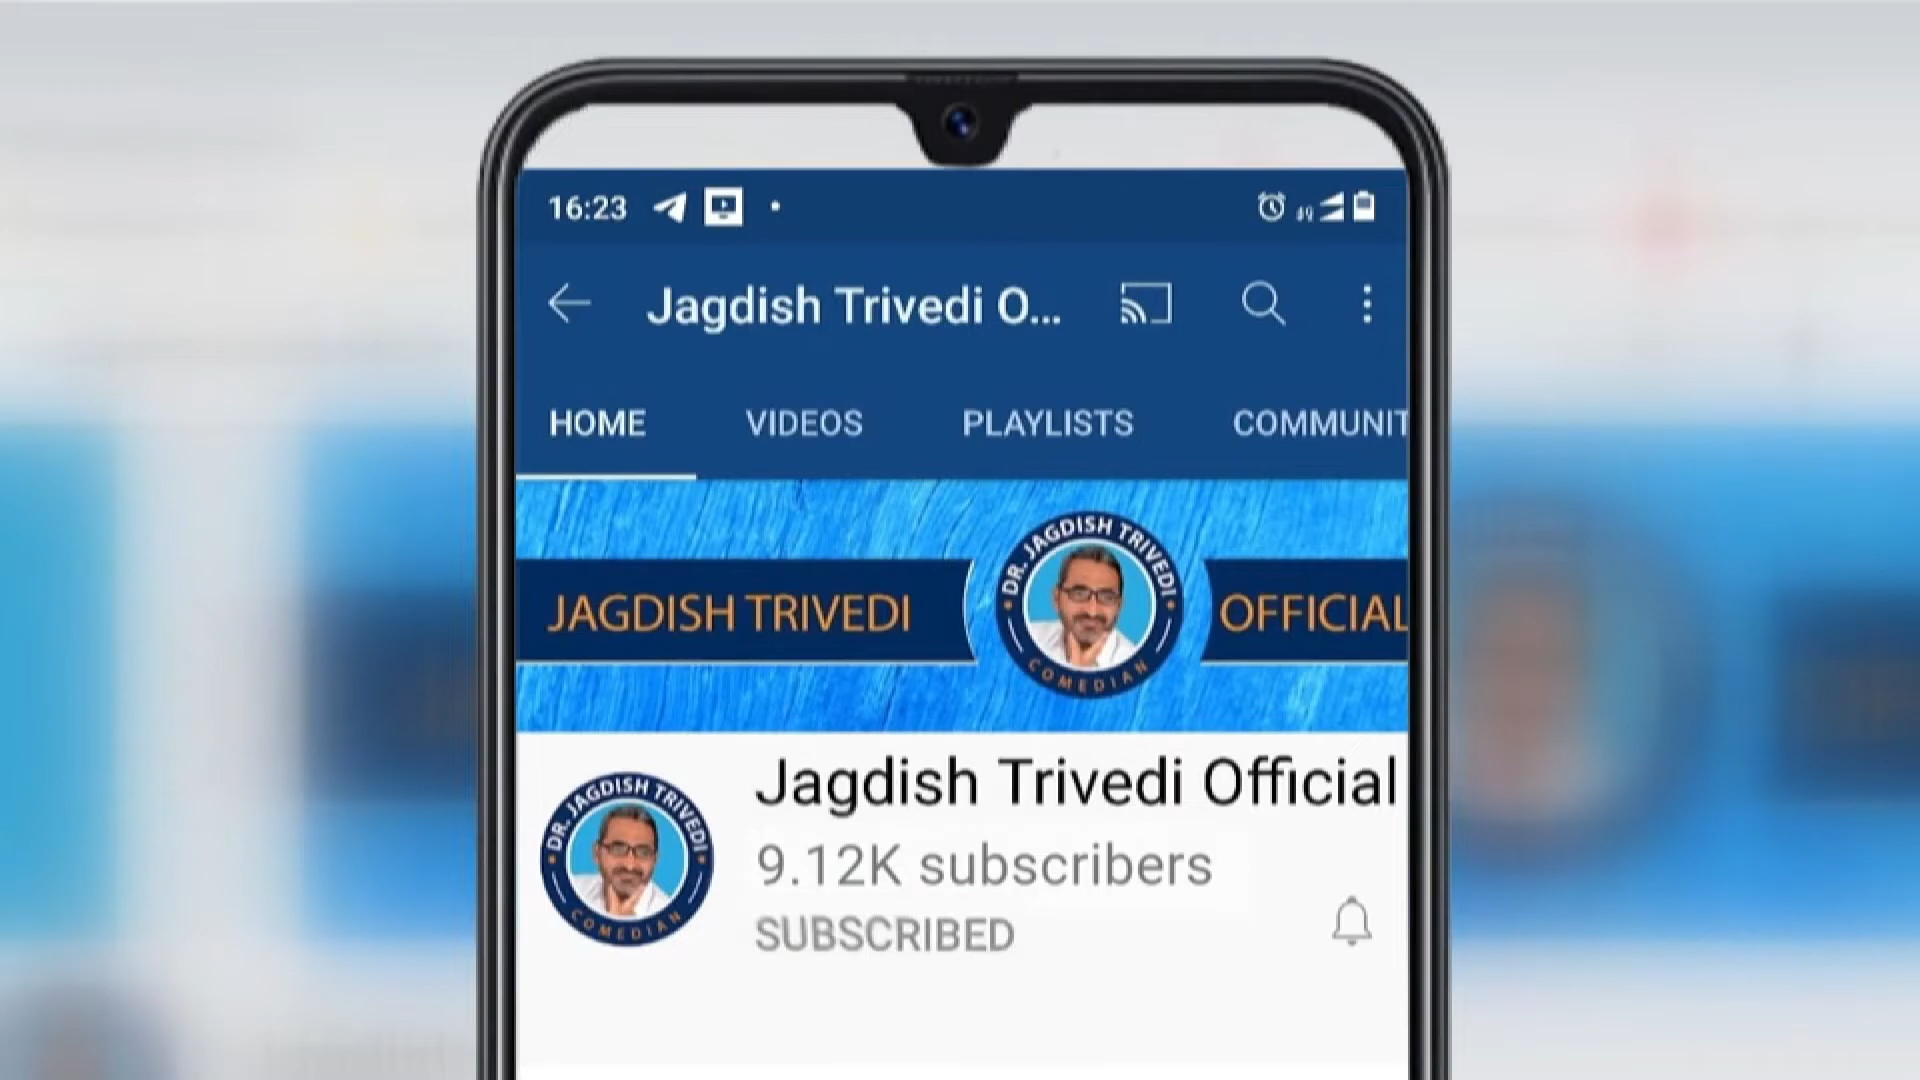 16:23
Jagdish Trivedi O...
HOME VIDEOS PLAYLISTS COMMUNIT
JAGDISH TRIVEDI
DR. JAGDISH TRIVEDI
COMEDIAN
OFFICIAL
DR. JAGDISH TRIVEDI
COMEDIAN
Jagdish Trivedi Official
9.12K subscribers
SUBSCRIBED